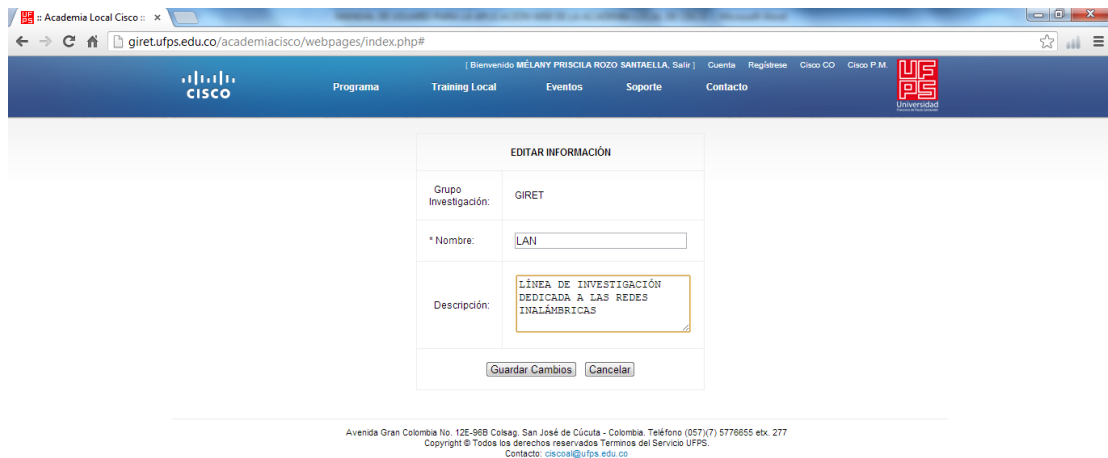 :: Academia Local Cisco ::
giret.ufps.edu.co/academiacisco/webpages/index.php#
[ Bienvenido MÉLANY PRISCILA ROZO SANTAELLA, Salir ] Cuenta Regístrese Cisco CO Cisco P.M.
CISCO
Programa Training Local Eventos Soporte Contacto
UFPS
Universidad
EDITAR INFORMACIÓN
Grupo
Investigación:
GIRET
* Nombre:
LAN
Descripción:
LÍNEA DE INVESTIGACIÓN
DEDICADA A LAS REDES
INALÁMBRICAS
Guardar Cambios Cancelar
Avenida Gran Colombia No. 12E-96B Colsag, San José de Cúcuta - Colombia. Teléfono (057)(7) 5776655 etx. 277
Copyright © Todos los derechos reservados Terminos del Servicio UFPS.
Contacto: ciscoal@ufps.edu.co